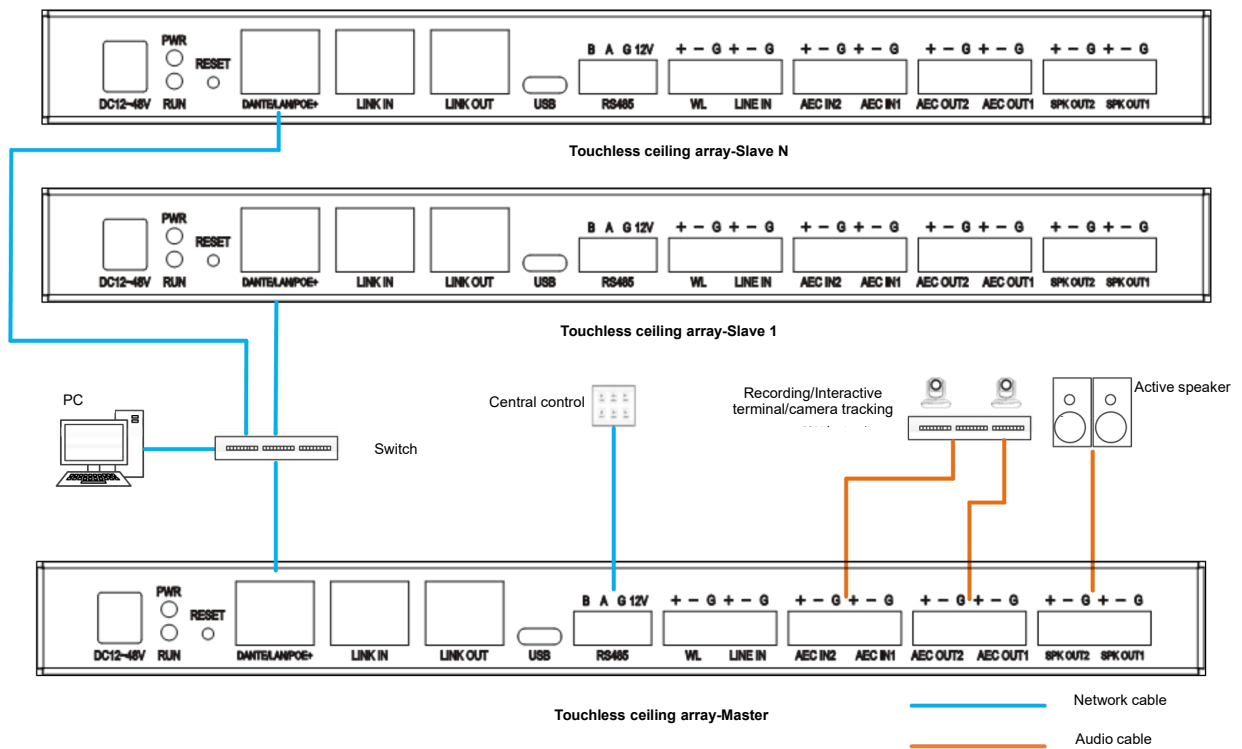 PWR
B A G 12V + − G + − G + − G + − G + − G + − G + − G
RESET
DC12~48V RUN DANTE/LAN/POE+ LINK IN LINK OUT USB RS485 WL LINE IN AEC IN2 AEC IN1 AEC OUT2 AEC OUT1 SPK OUT2 SPK OUT1
Touchless ceiling array-Slave N
PWR
B A G 12V + − G + − G + − G + − G + − G + − G + − G
RESET
DC12~48V RUN DANTE/LAN/POE+ LINK IN LINK OUT USB RS485 WL LINE IN AEC IN2 AEC IN1 AEC OUT2 AEC OUT1 SPK OUT2 SPK OUT1
Touchless ceiling array-Slave 1
PC
Switch
Central control
Recording/Interactive
terminal/camera tracking
Active speaker
PWR
B A G 12V + − G + − G + − G + − G + − G + − G + − G
RESET
DC12~48V RUN DANTE/LAN/POE+ LINK IN LINK OUT USB RS485 WL LINE IN AEC IN2 AEC IN1 AEC OUT2 AEC OUT1 SPK OUT2 SPK OUT1
Touchless ceiling array-Master
Network cable
Audio cable